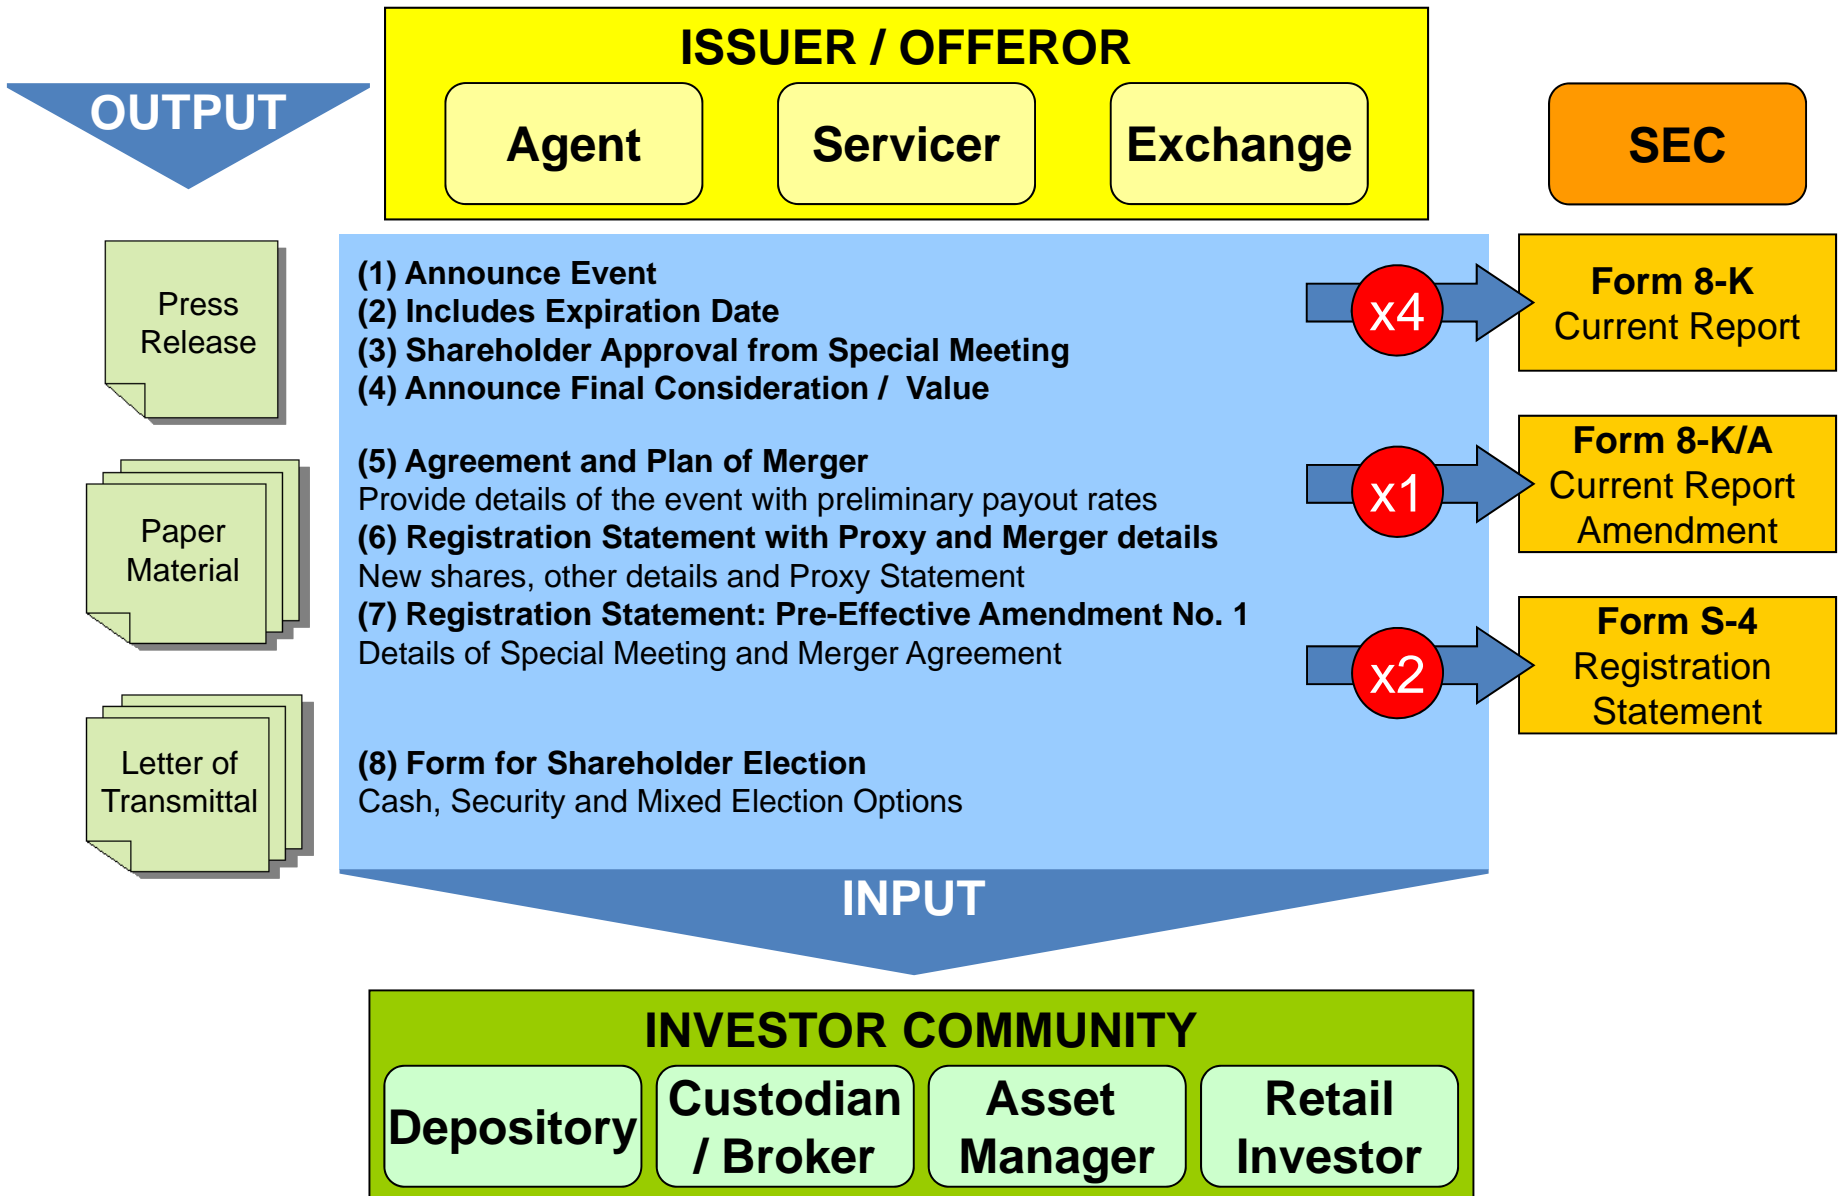 ISSUER / OFFEROR
OUTPUT
Agent
Servicer
Exchange
SEC
Press
Release
(1) Announce Event
(2) Includes Expiration Date
(3) Shareholder Approval from Special Meeting
(4) Announce Final Consideration /  Value
x4
Form 8-K
Current Report
Paper
Material
(5) Agreement and Plan of Merger
Provide details of the event with preliminary payout rates
(6) Registration Statement with Proxy and Merger details
New shares, other details and Proxy Statement
(7) Registration Statement: Pre-Effective Amendment No. 1
Details of Special Meeting and Merger Agreement
x1
Form 8-K/A
Current Report
Amendment
x2
Form S-4
Registration
Statement
Letter of
Transmittal
(8) Form for Shareholder Election
Cash, Security and Mixed Election Options
INPUT
INVESTOR COMMUNITY
Depository
Custodian
/ Broker
Asset
Manager
Retail
Investor